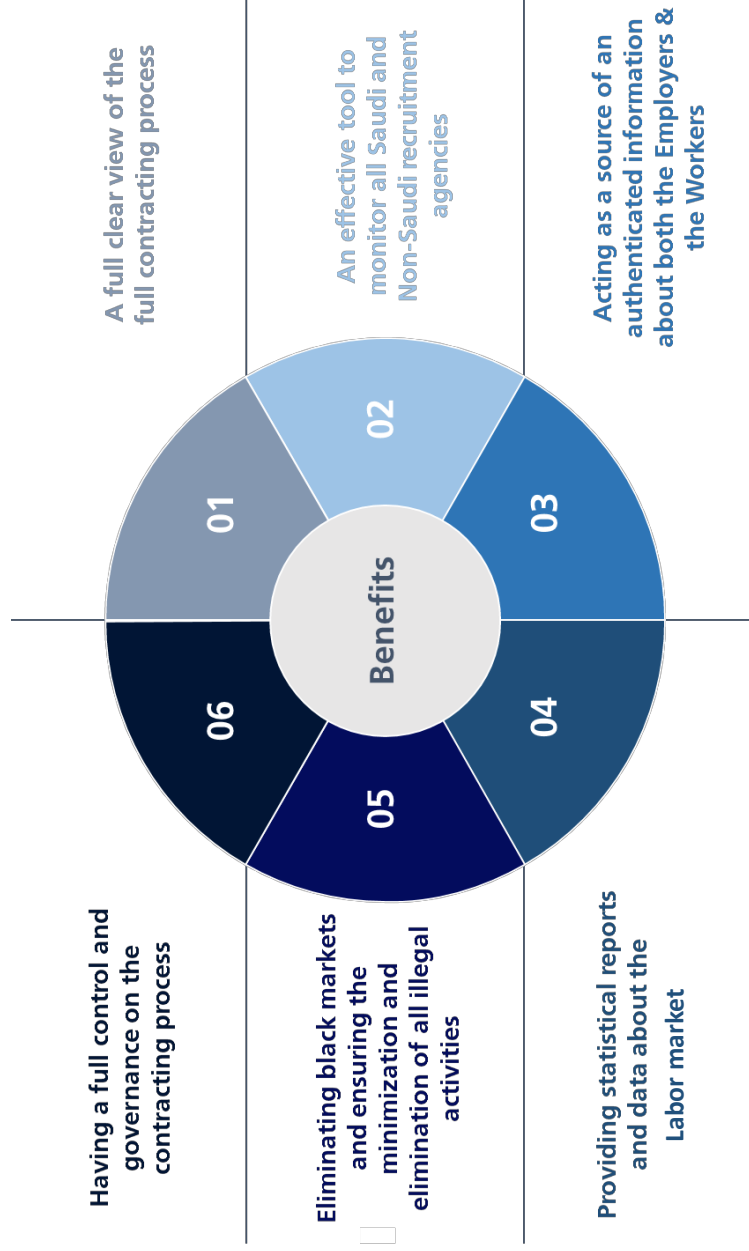 Benefits
01
A full clear view of the
full contracting process
02
An effective tool to
monitor all Saudi and
Non-Saudi recruitment
agencies
03
Acting as a source of an
authenticated information
about both the Employers &
the Workers
04
Providing statistical reports
and data about the
Labor market
05
Eliminating black markets
and ensuring the
minimization and
elimination of all illegal
activities
06
Having a full control and
governance on the
contracting process